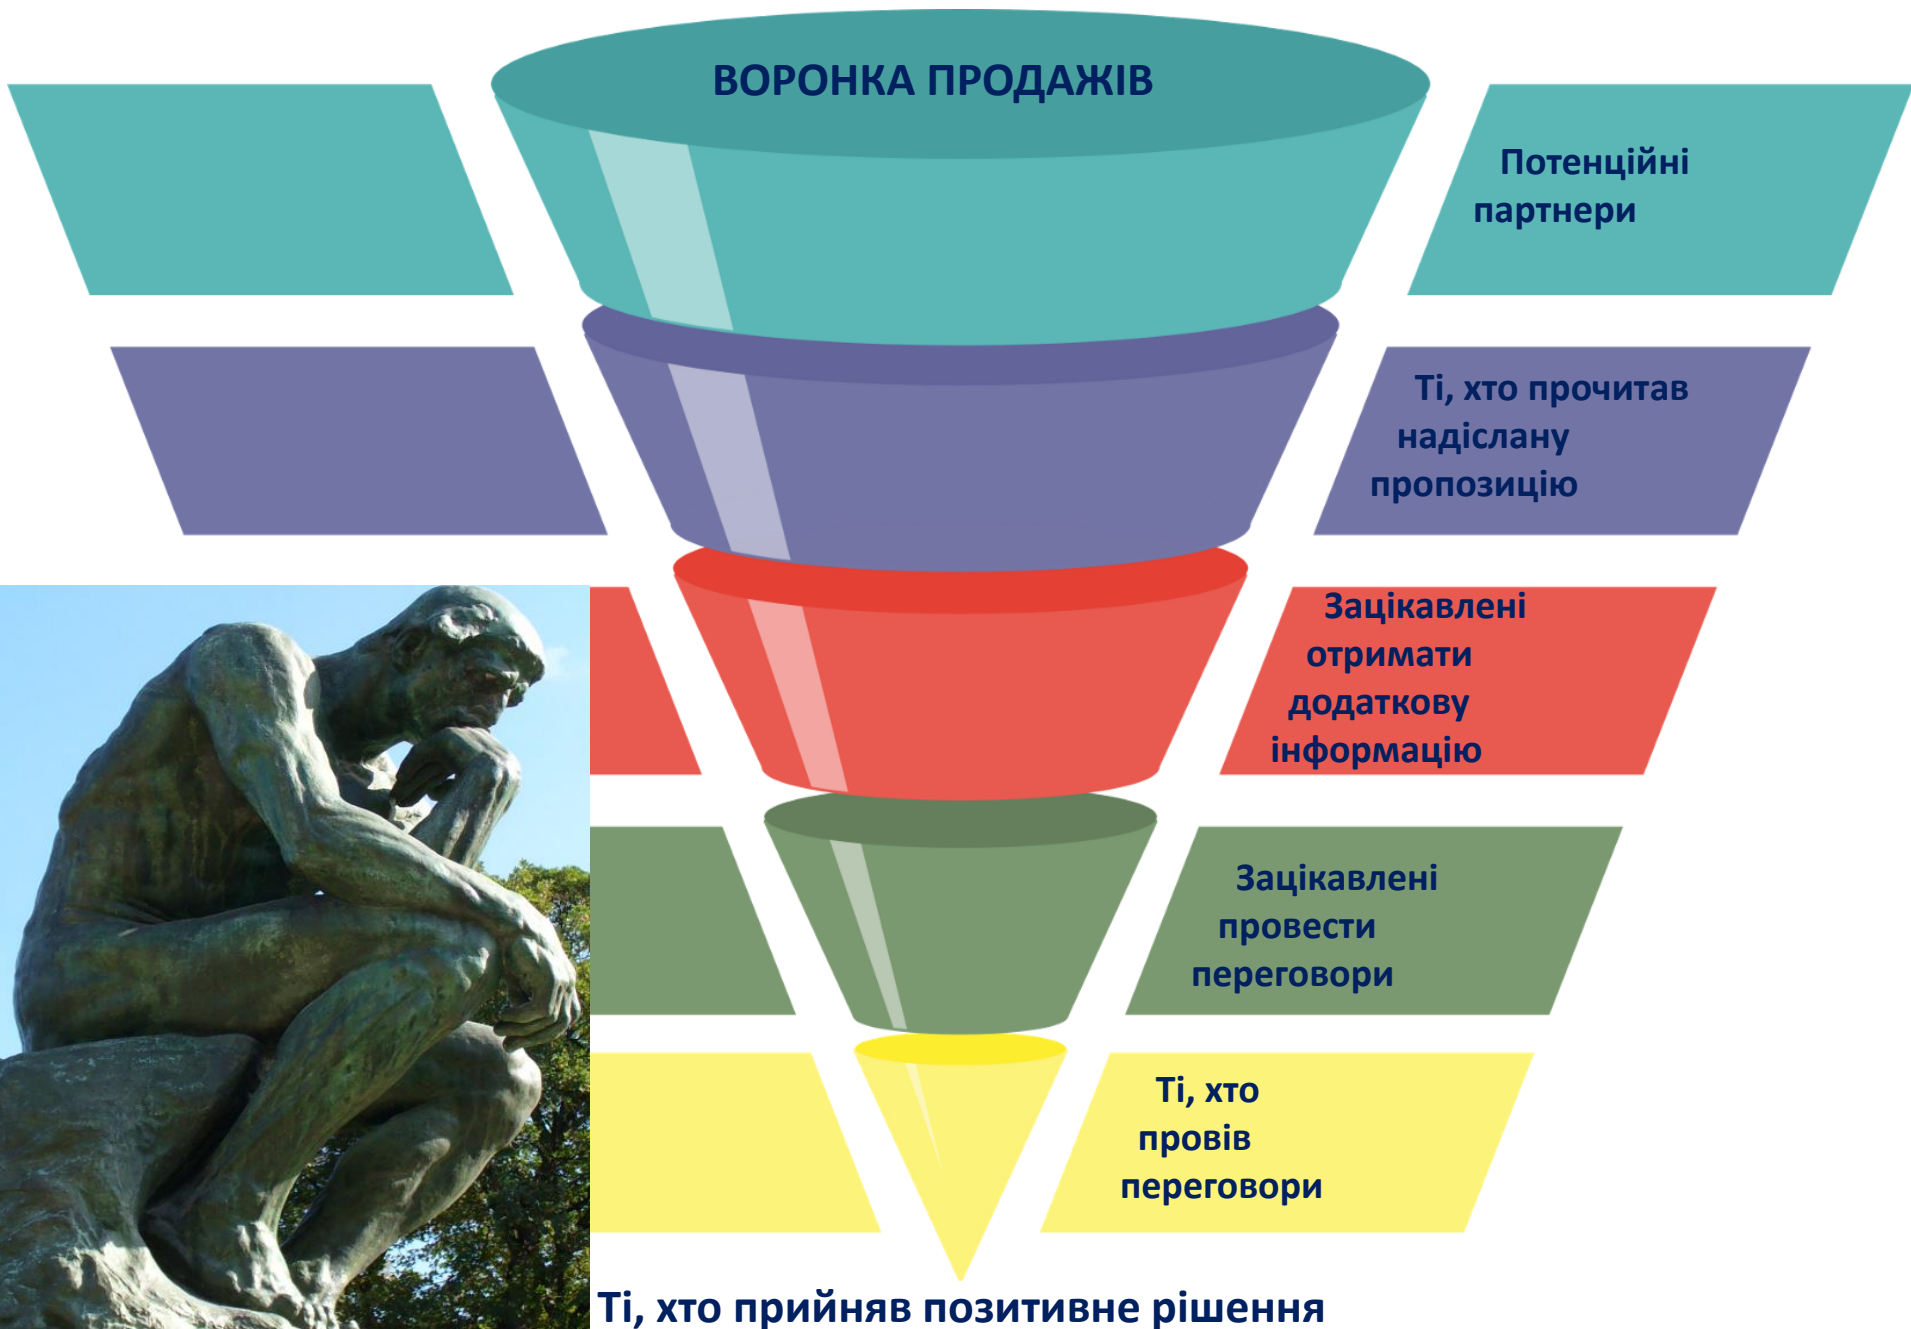 ВОРОНКА ПРОДАЖІВ
Потенційні
партнери
Ті, хто прочитав
надіслану
пропозицію
Зацікавлені
отримати
додаткову
інформацію
Зацікавлені
провести
переговори
Ті, хто
провів
переговори
Ті, хто прийняв позитивне рішення